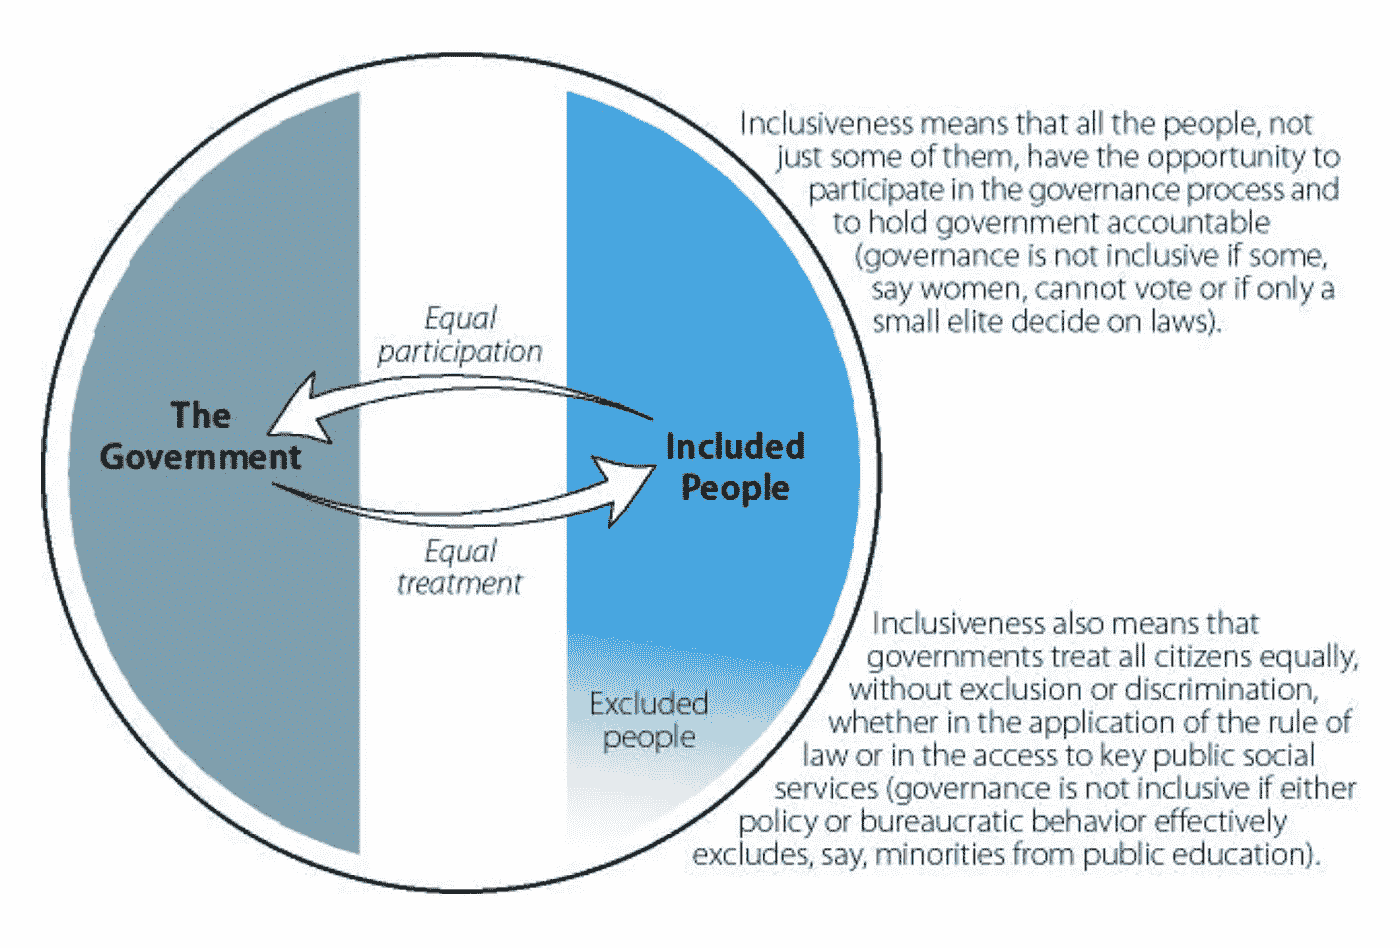 Inclusiveness means that all the people, not
just some of them, have the opportunity to
participate in the governance process and
to hold government accountable
(governance is not inclusive if some,
say women, cannot vote or if only a
small elite decide on laws).
Equal
participation
The
Government
Included
People
Equal
treatment
Excluded
people
Inclusiveness also means that
governments treat all citizens equally,
without exclusion or discrimination,
whether in the application of the rule of
law or in the access to key public social
services (governance is not inclusive if either
policy or bureaucratic behavior effectively
excludes, say, minorities from public education).